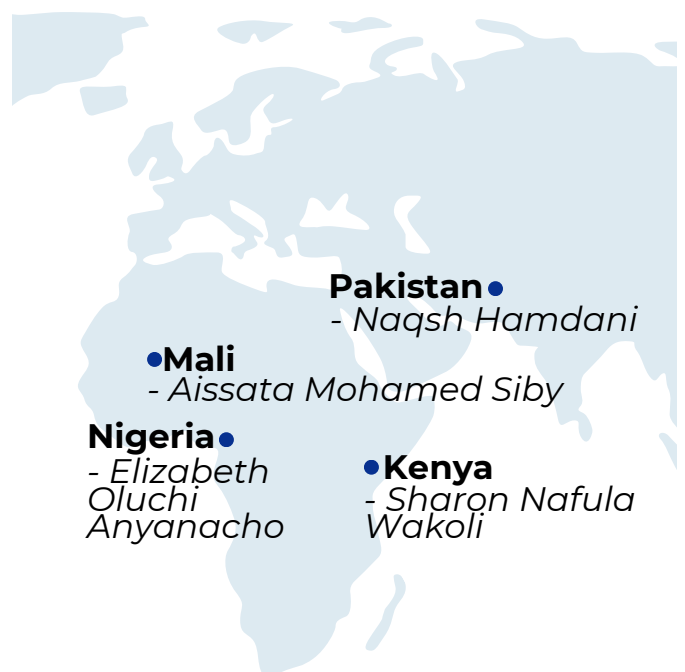 Pakistan
- Naqsh Hamdani
Mali
- Aissata Mohamed Siby
Nigeria
- Elizabeth
Oluchi
Anyanacho
Kenya
- Sharon Nafula
Wakoli